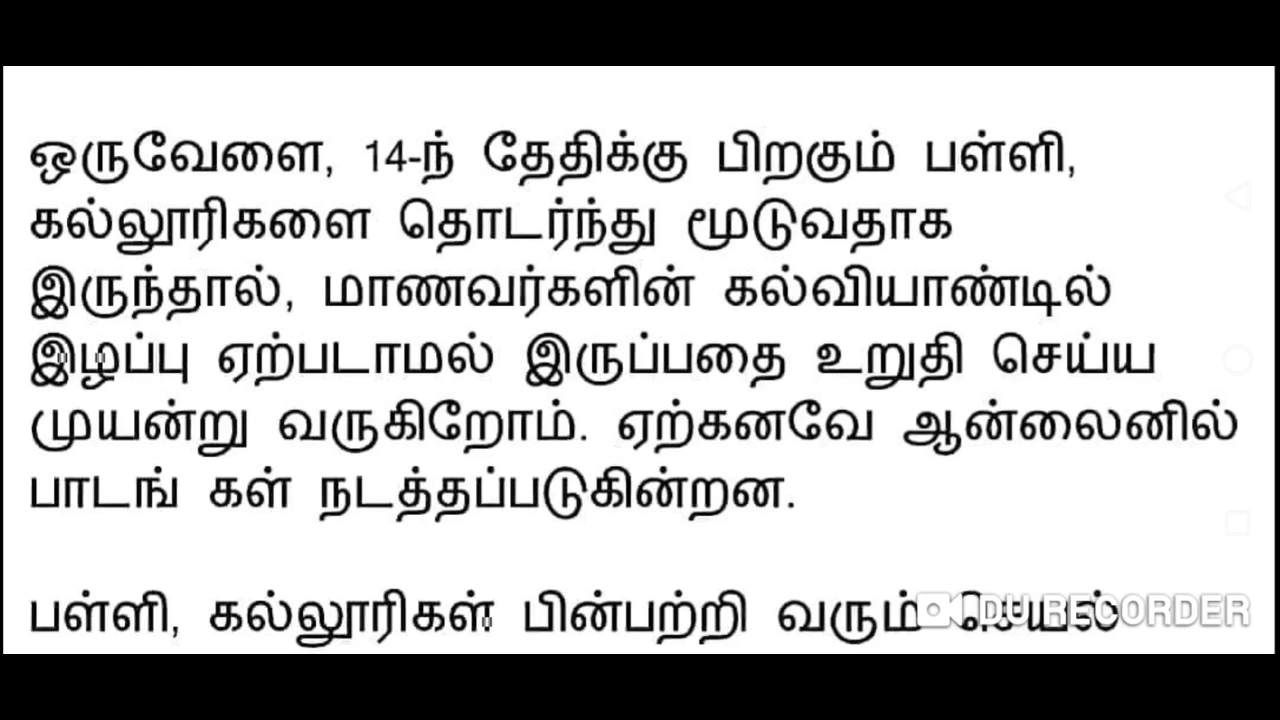 ஒருவேளை, 14-ந் தேதிக்கு பிறகும் பள்ளி,
கல்லூரிகளை தொடர்ந்து மூடுவதாக
இருந்தால், மாணவர்களின் கல்வியாண்டில்
இழப்பு ஏற்படாமல் இருப்பதை உறுதி செய்ய
முயன்று வருகிறோம். ஏற்கனவே ஆன்லைனில்
பாடங் கள் நடத்தப்படுகின்றன.
பள்ளி, கல்லூரிகள் பின்பற்றி வரும் செயல்
DU RECORDER